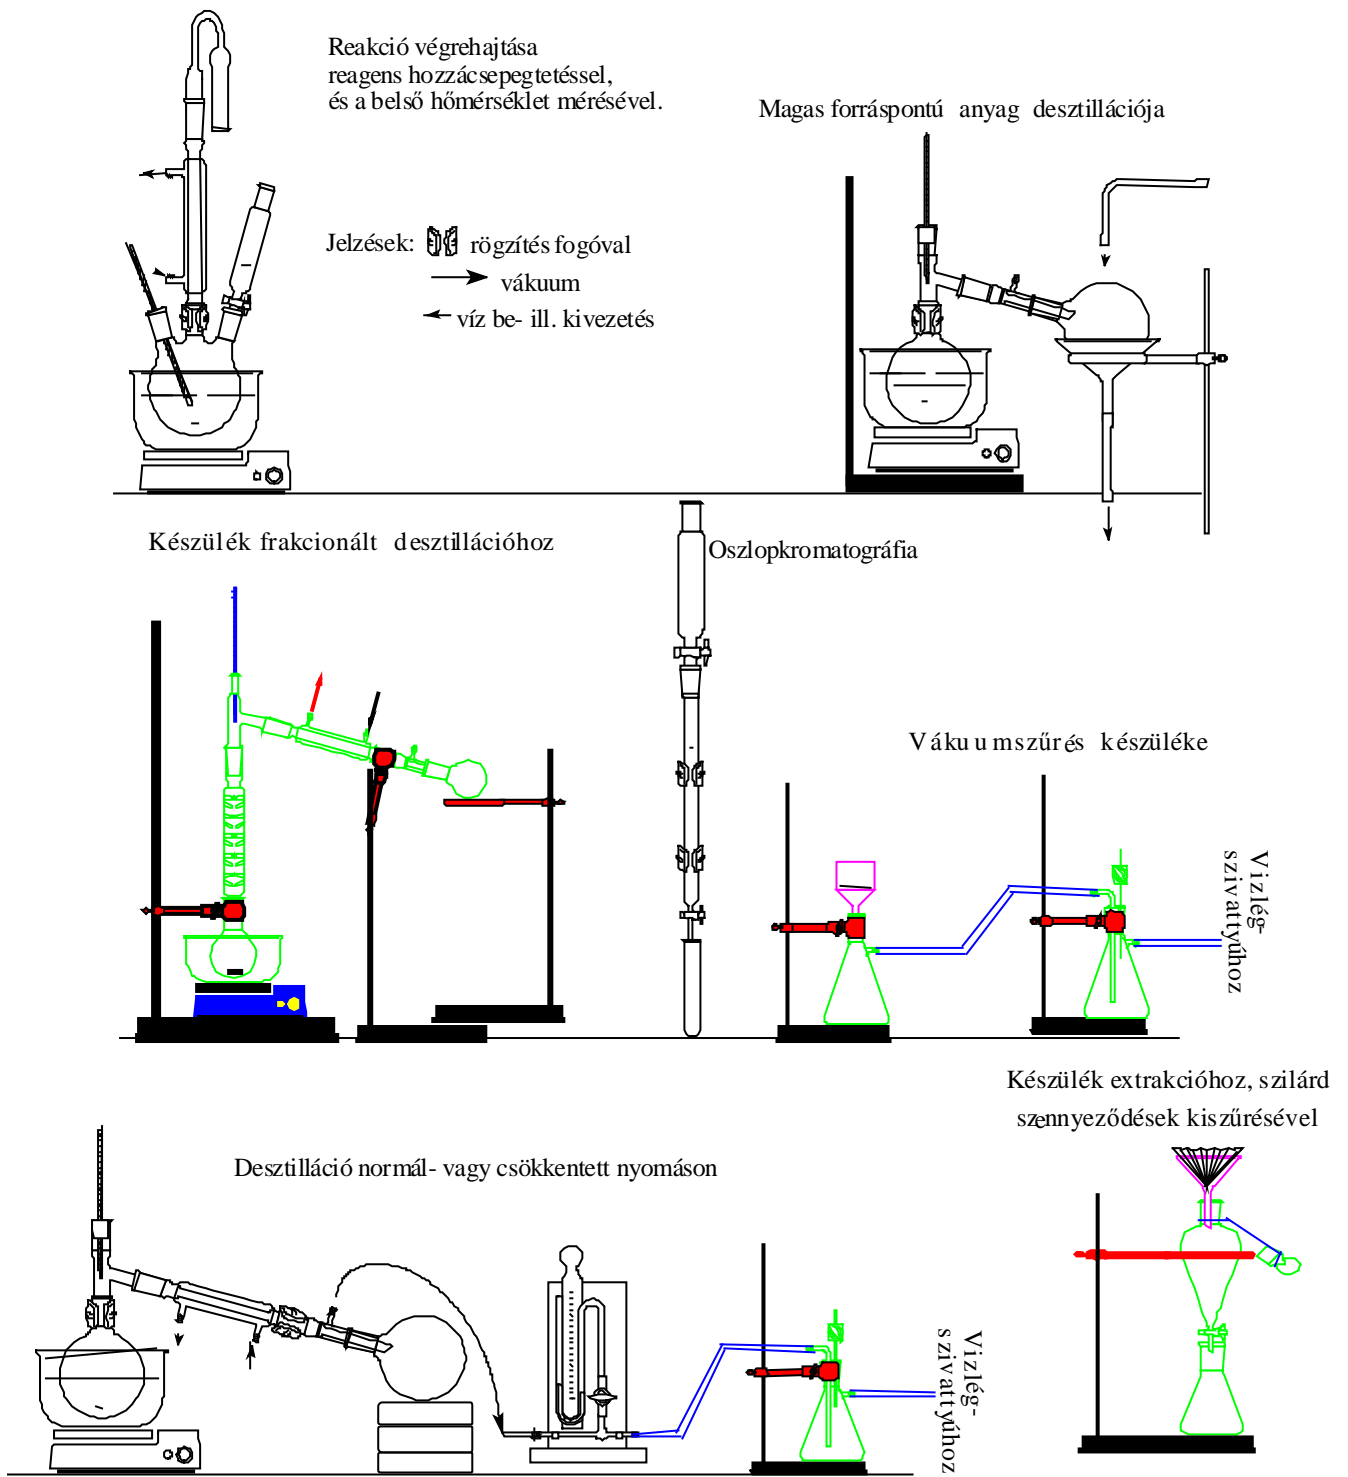 Reakció végrehajtása
reagens hozzácsepegtetéssel,
és a belső hőmérséklet mérésével.
Magas forráspontú anyag desztillációja
Jelzések: rögzítés fogóval
vákuum
víz be- ill. kivezetés
Készülék frakcionált desztillációhoz
Oszlopkromatográfia
Vákuumszűrés készüléke
Vizlég-
szivattyúhoz
Készülék extrakcióhoz, szilárd
szennyeződések kiszűrésével
Desztilláció normál- vagy csökkentett nyomáson
Vizlég-
szivattyúhoz